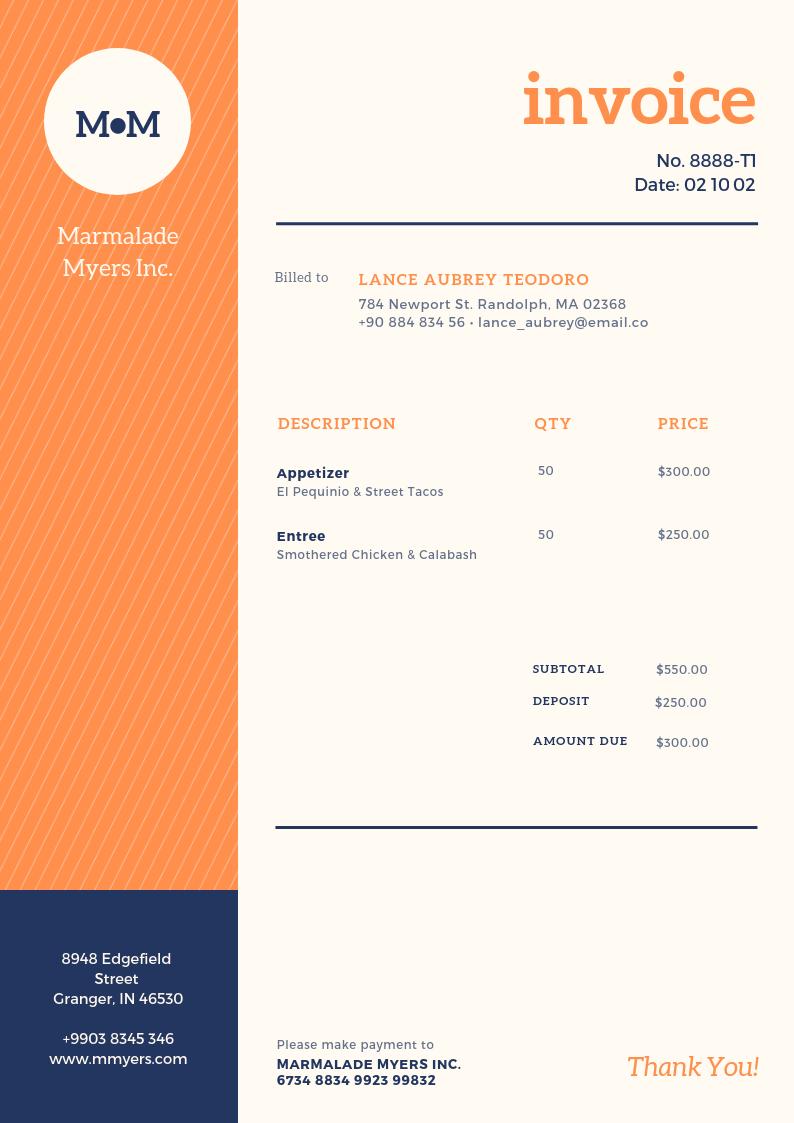 M•M
Marmalade
Myers Inc.
invoice
No. 8888-T1
Date: 02 10 02
Billed to
LANCE AUBREY TEODORO
784 Newport St. Randolph, MA 02368
+90 884 834 56 • lance_aubrey@email.co
DESCRIPTION QTY PRICE
Appetizer 50 $300.00
El Pequinio & Street Tacos
Entree 50 $250.00
Smothered Chicken & Calabash
SUBTOTAL $550.00
DEPOSIT $250.00
AMOUNT DUE $300.00
8948 Edgefield
Street
Granger, IN 46530
+9903 8345 346
www.mmyers.com
Please make payment to
MARMALADE MYERS INC.
6734 8834 9923 99832
Thank You!